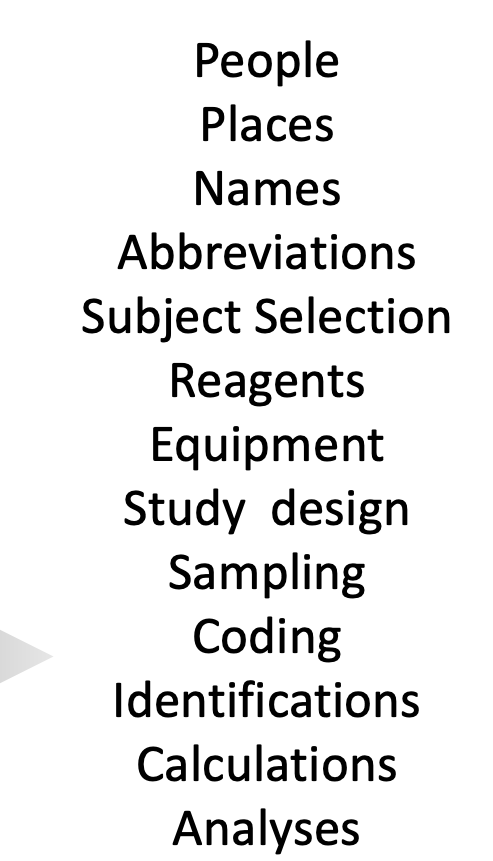 People
Places
Names
Abbreviations
Subject Selection
Reagents
Equipment
Study  design
Sampling
Coding
Identifications
Calculations
Analyses